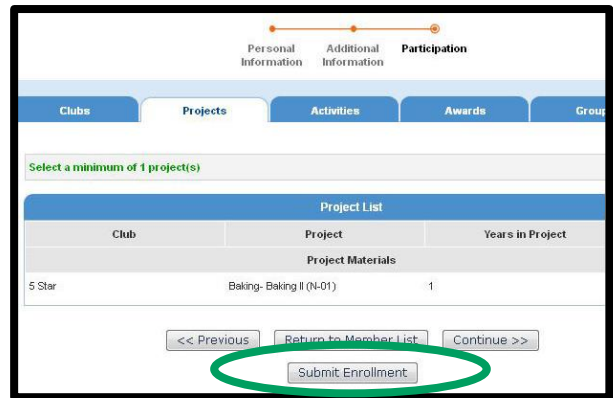 Personal Information Additional Information Participation
Clubs Projects Activities Awards Group
Select a minimum of 1 project(s)
Project List
Club Project Years in Project
Project Materials
5 Star Baking- Baking II (N-01) 1
<< Previous Return to Member List Continue >>
Submit Enrollment